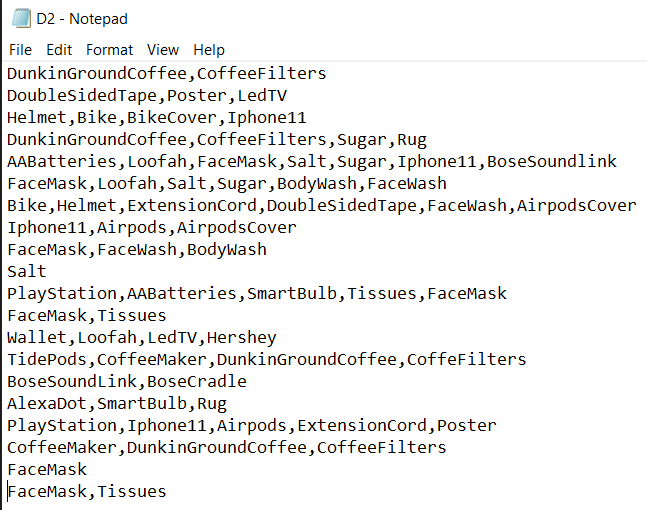 D2 - Notepad
File Edit Format View Help
DunkinGroundCoffee,CoffeeFilters
DoubleSidedTape,Poster,LedTV
Helmet,Bike,BikeCover,Iphone11
DunkinGroundCoffee,CoffeeFilters,Sugar,Rug
AABatteries,Loofah,FaceMask,Salt,Sugar,Iphone11,BoseSoundlink
FaceMask,Loofah,Salt,Sugar,BodyWash,FaceWash
Bike,Helmet,ExtensionCord,DoubleSidedTape,FaceWash,AirpodsCover
Iphone11,Airpods,AirpodsCover
FaceMask,FaceWash,BodyWash
Salt
PlayStation,AABatteries,SmartBulb,Tissues,FaceMask
FaceMask,Tissues
Wallet,Loofah,LedTV,Hershey
TidePods,CoffeeMaker,DunkinGroundCoffee,CoffeFilters
BoseSoundLink,BoseCradle
AlexaDot,SmartBulb,Rug
PlayStation,Iphone11,Airpods,ExtensionCord,Poster
CoffeeMaker,DunkinGroundCoffee,CoffeeFilters
FaceMask
FaceMask,Tissues